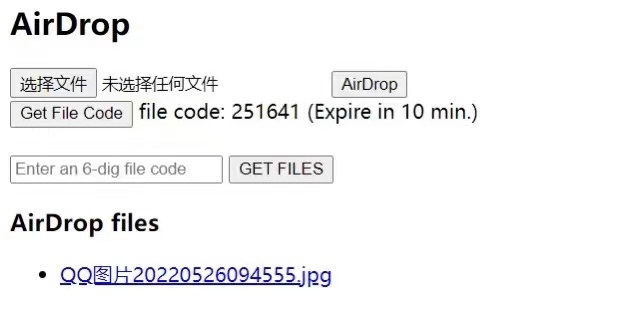 AirDrop
选择文件 未选择任何文件 AirDrop
Get File Code file code: 251641 (Expire in 10 min.)
Enter an 6-dig file code GET FILES
AirDrop files
QQ图片20220526094555.jpg